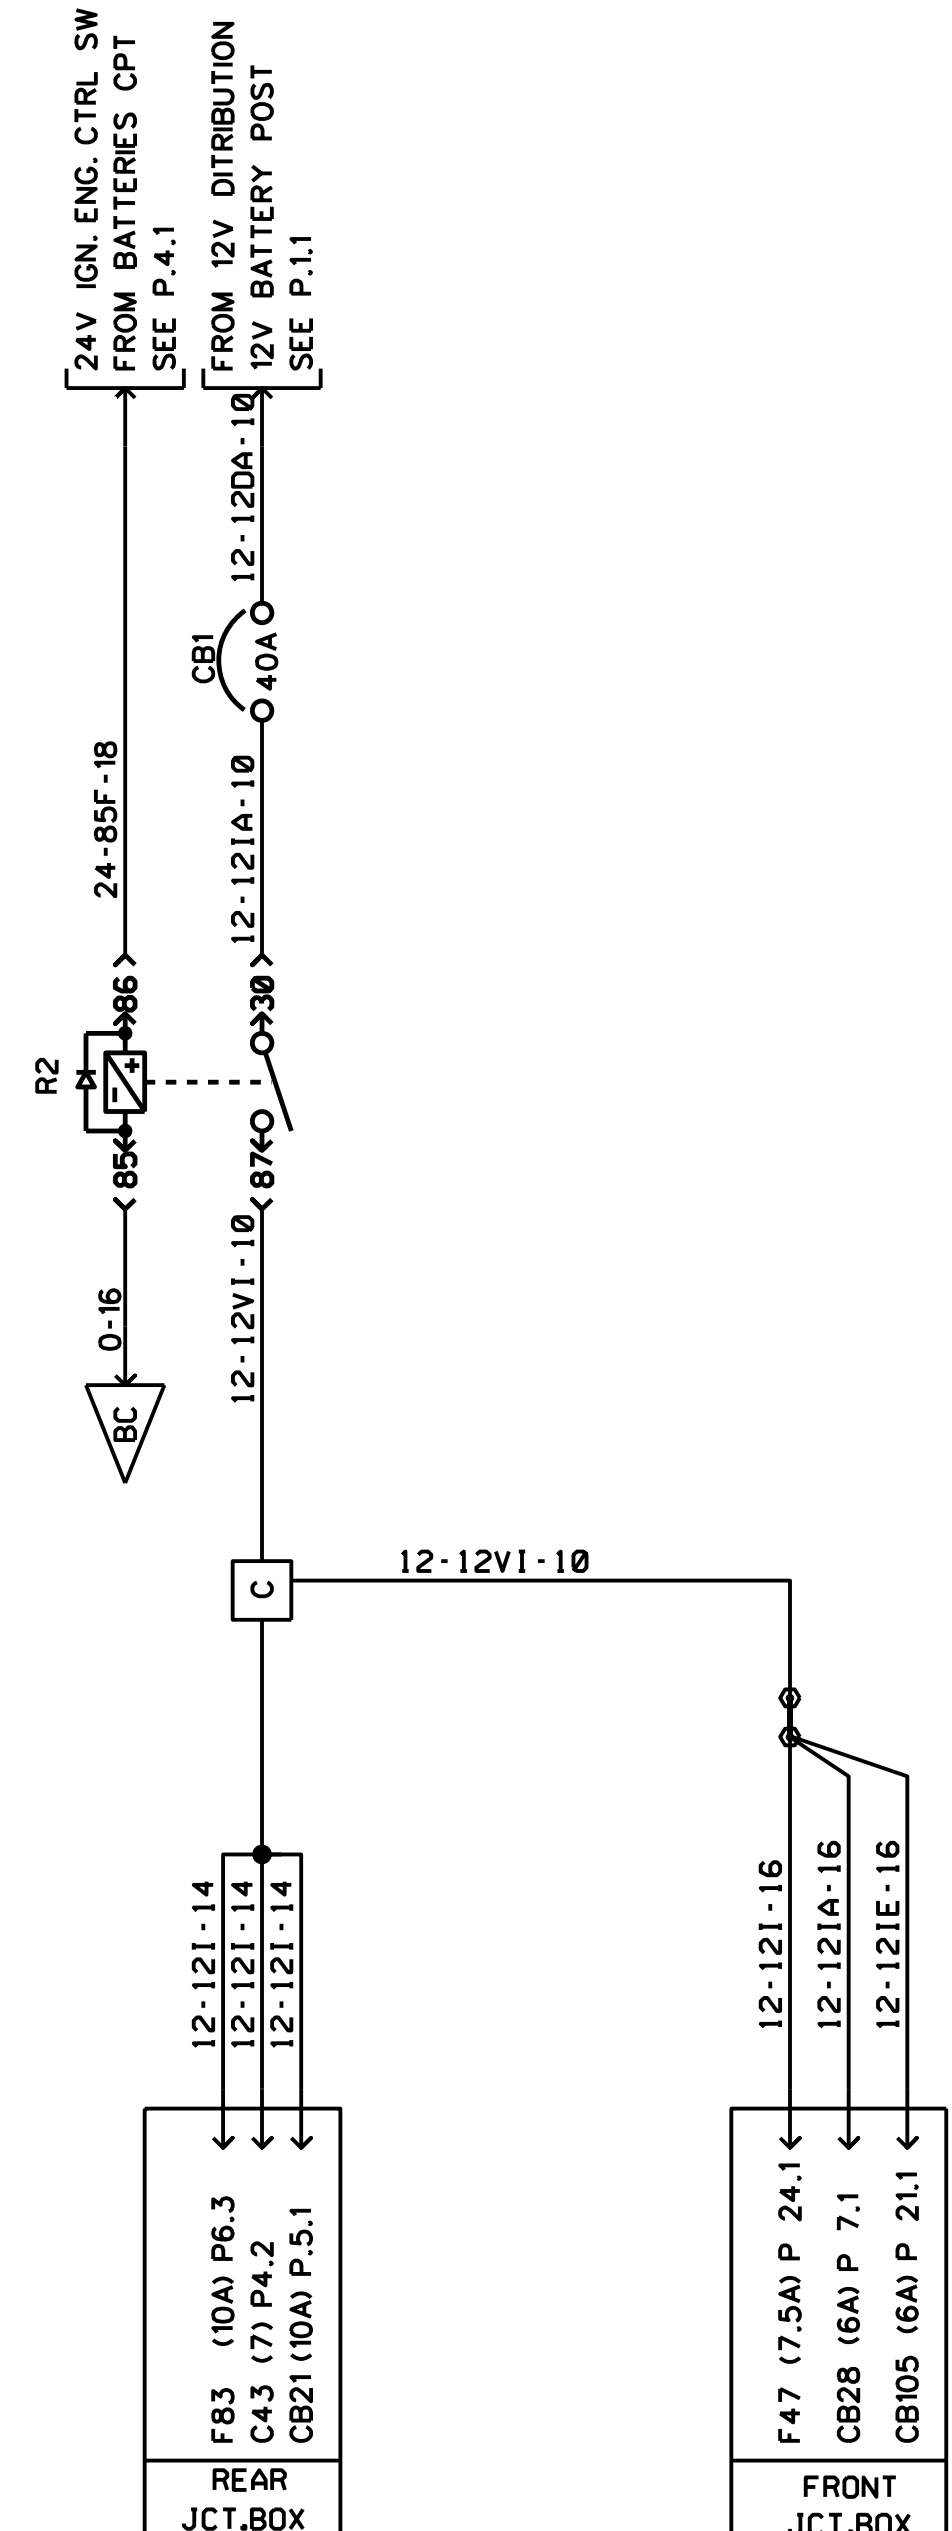 24V IGN. ENG. CTRL SW
FROM BATTERIES CPT
SEE P.4.1
FROM 12V DITRIBUTION
12V BATTERY POST
SEE P.1.1
12-12DA-10
CB1
40A
24-85F-18
12-12IA-10
86
30
R2
+
-
85
87
0-16
12-12VI-10
BC
C
12-12VI-10
12-12I-14
12-12I-14
12-12I-14
12-12I-16
12-12IA-16
12-12IE-16
F83 (10A) P6.3
C43 (7) P4.2
CB21 (10A) P.5.1
REAR
JCT.BOX
F47 (7.5A) P 24.1
CB28 (6A) P 7.1
CB105 (6A) P 21.1
FRONT
JCT.BOX